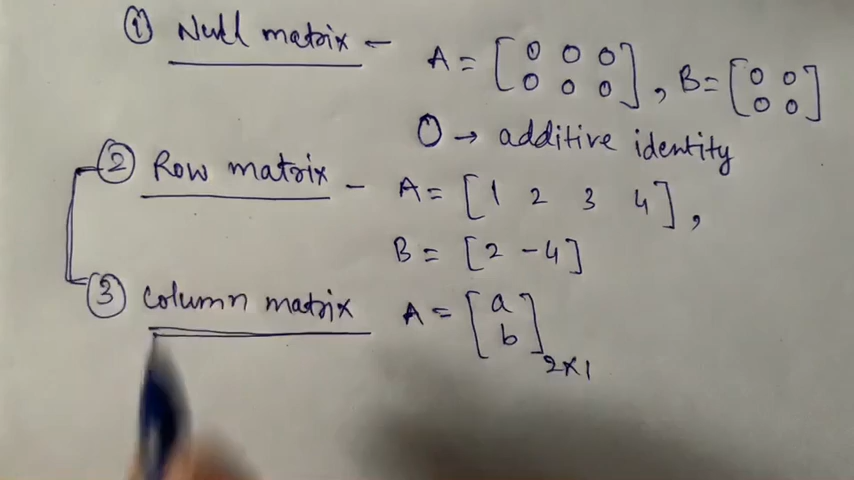 ① Null matrix - A = [0 0 0
0 0 0], B = [0 0
0 0]
0 → additive identity
② Row matrix - A = [1 2 3 4],
B = [2 -4]
③ Column matrix A = [a
b] 2×1